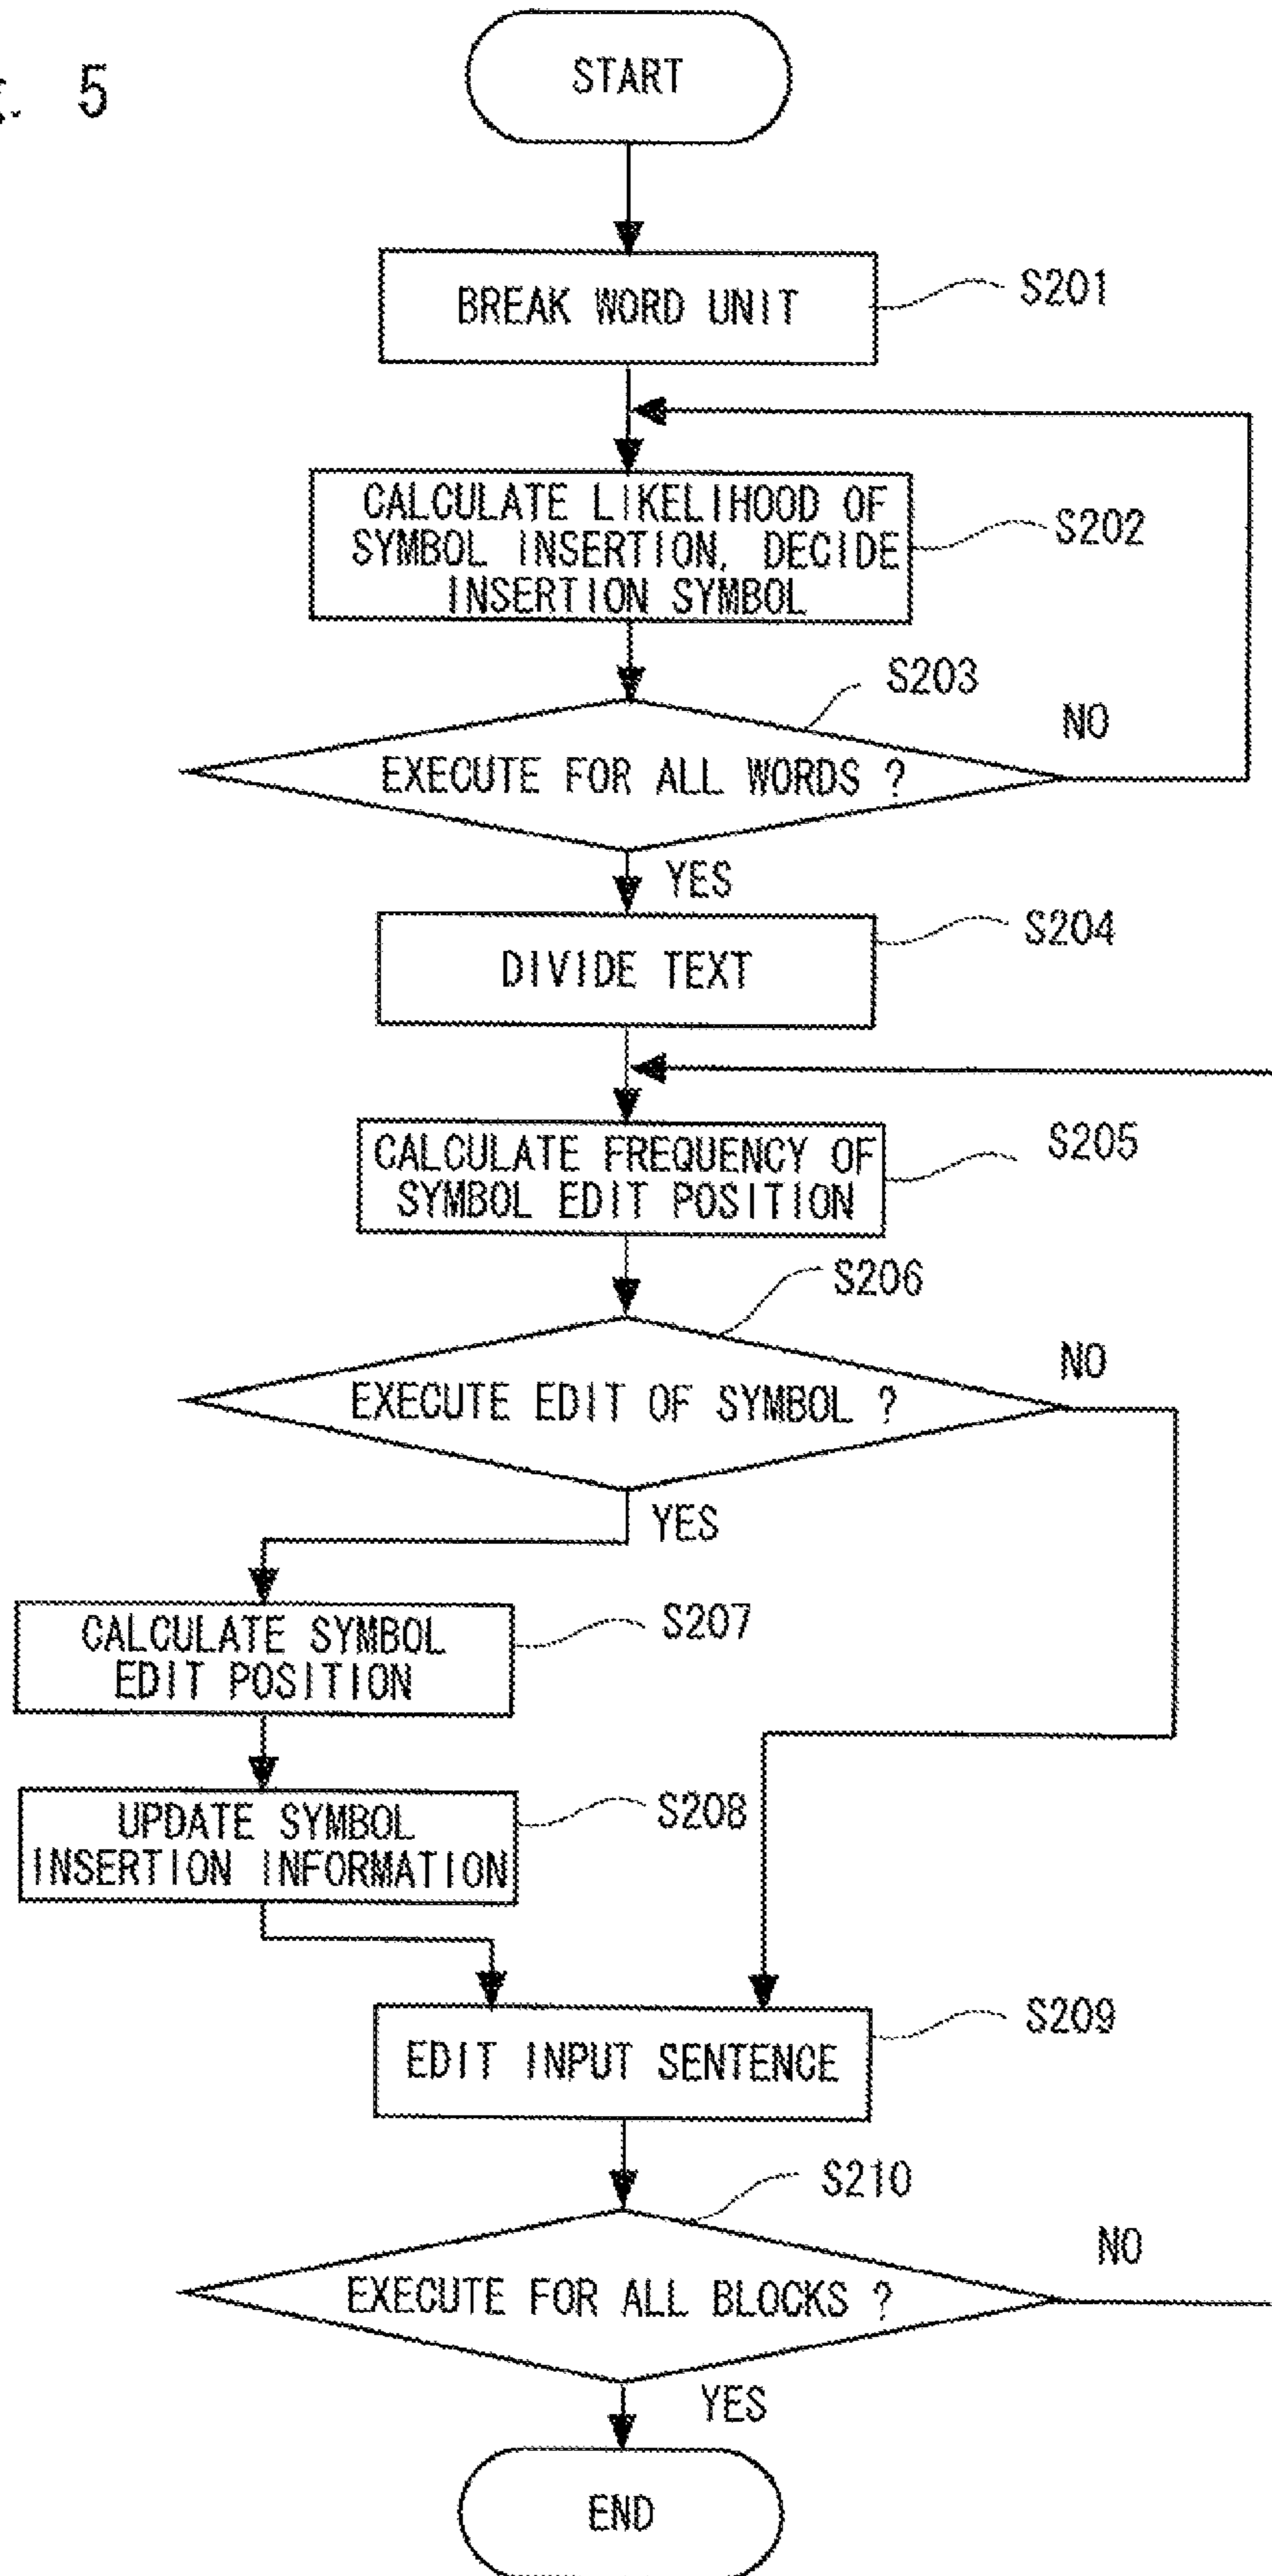 5
START
BREAK WORD UNIT
S201
CALCULATE LIKELIHOOD OF
SYMBOL INSERTION, DECIDE
INSERTION SYMBOL
S202
S203
EXECUTE FOR ALL WORDS ?
NO
YES
DIVIDE TEXT
S204
CALCULATE FREQUENCY OF
SYMBOL EDIT POSITION
S205
S206
EXECUTE EDIT OF SYMBOL ?
NO
YES
CALCULATE SYMBOL
EDIT POSITION
S207
UPDATE SYMBOL
INSERTION INFORMATION
S208
EDIT INPUT SENTENCE
S209
S210
EXECUTE FOR ALL BLOCKS ?
NO
YES
END